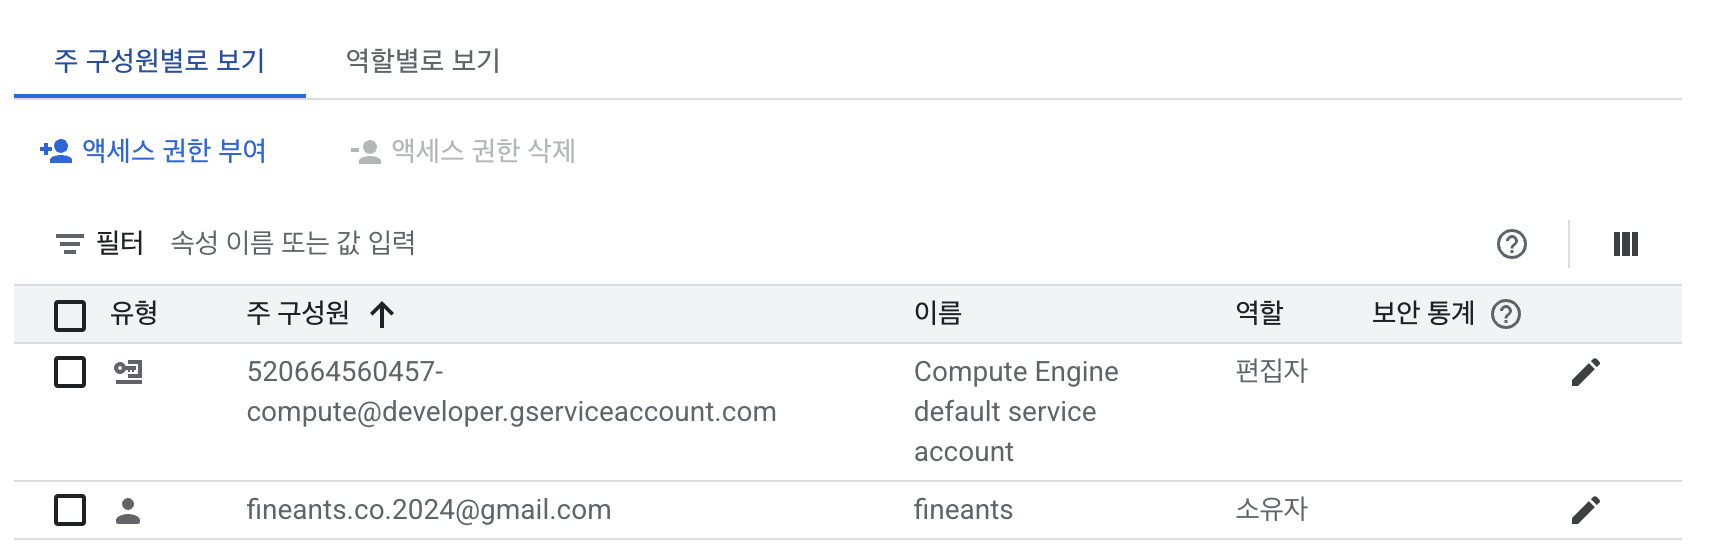 주 구성원별로 보기 역할별로 보기
액세스 권한 부여 액세스 권한 삭제
필터 속성 이름 또는 값 입력
유형 주 구성원 이름 역할 보안 통계
520664560457-
compute@developer.gserviceaccount.com
Compute Engine
default service
account
편집자
fineants.co.2024@gmail.com fineants 소유자